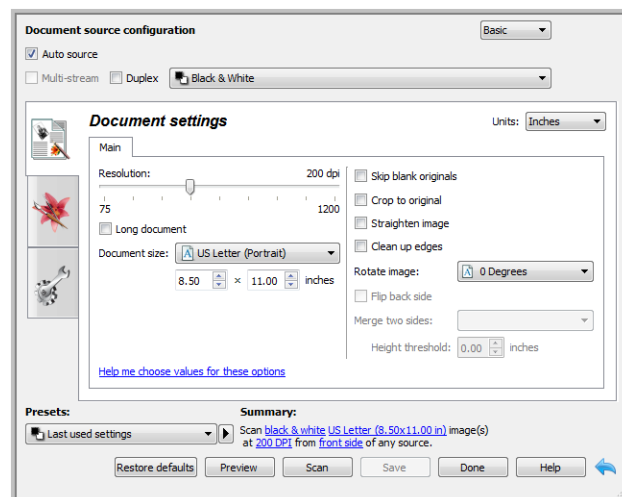 Document source configuration
Basic
Auto source
Multi-stream
Duplex
Black & White
Document settings
Units:
Inches
Main
Resolution:
200 dpi
75
1200
Long document
Document size:
US Letter (Portrait)
8.50
×
11.00
inches
Skip blank originals
Crop to original
Straighten image
Clean up edges
Rotate image:
0 Degrees
Flip back side
Merge two sides:
Height threshold:
0.00
inches
Help me choose values for these options
Presets:
Last used settings
Summary:
Scan black & white US Letter (8.50x11.00 in) image(s)
at 200 DPI from front side of any source.
Restore defaults
Preview
Scan
Save
Done
Help